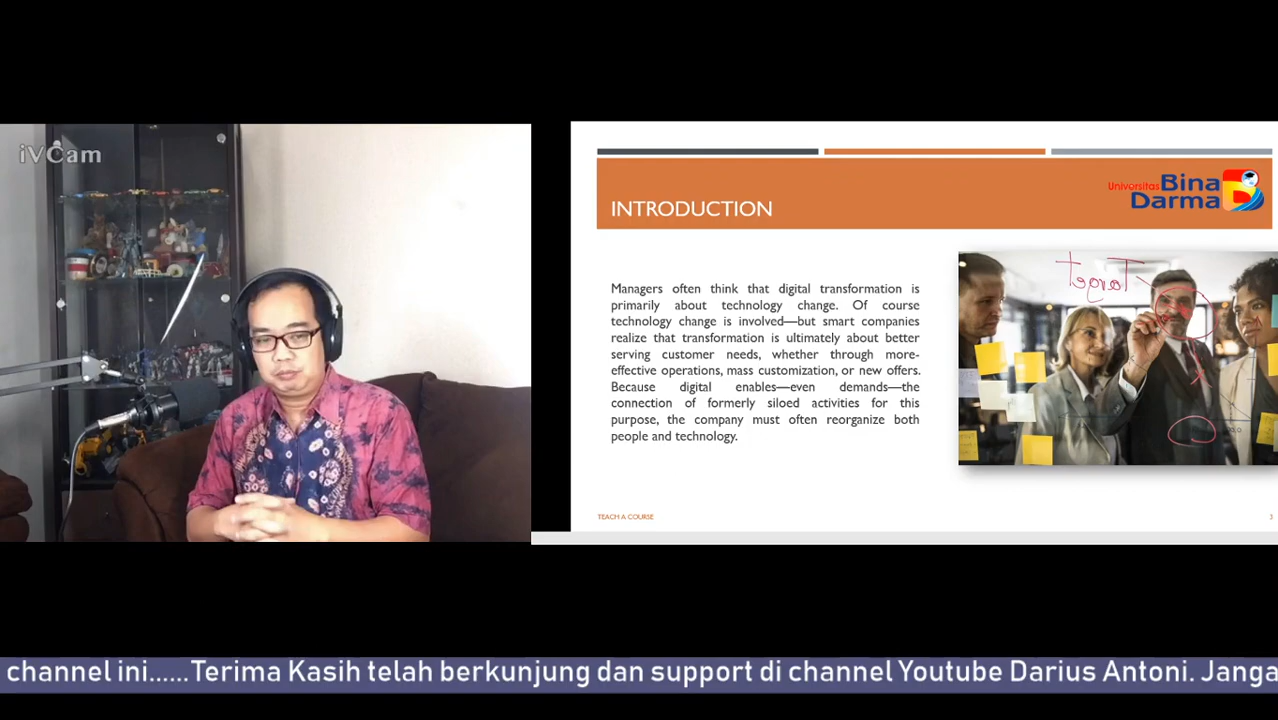 iVCam
INTRODUCTION
Universitas Bina
Darma
Managers often think that digital transformation is
primarily about technology change. Of course
technology change is involved—but smart companies
realize that transformation is ultimately about better
serving customer needs, whether through more-
effective operations, mass customization, or new offers.
Because digital enables—even demands—the
connection of formerly siloed activities for this
purpose, the company must often reorganize both
people and technology.
Target
TEACH A COURSE
3
channel ini......Terima Kasih telah berkunjung dan support di channel Youtube Darius Antoni. Janga